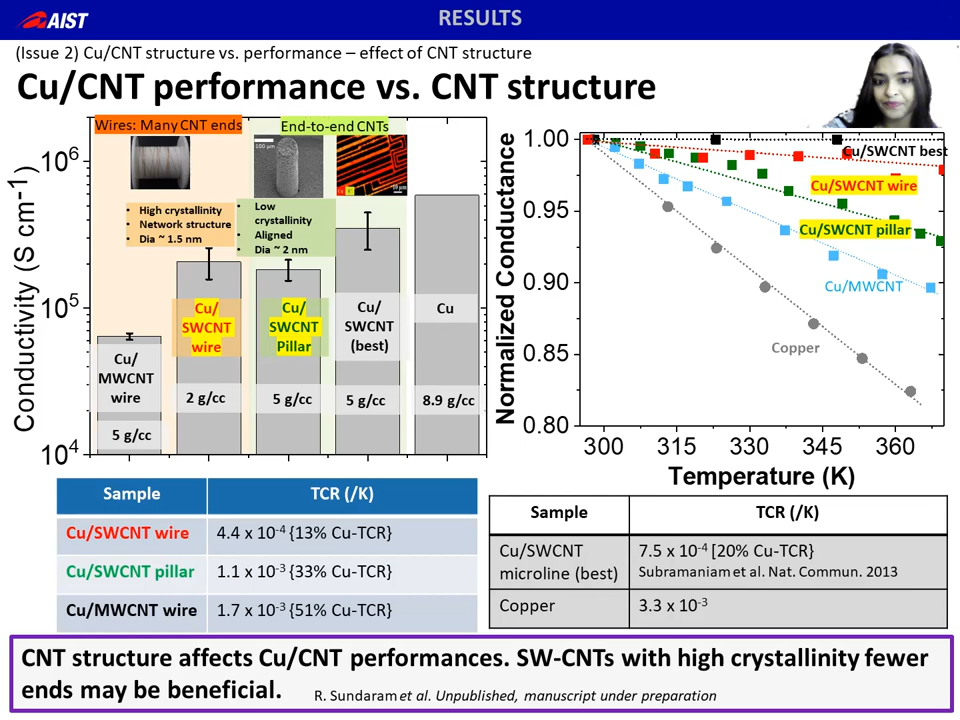 AIST
RESULTS
(Issue 2) Cu/CNT structure vs. performance – effect of CNT structure
Cu/CNT performance vs. CNT structure
Wires: Many CNT ends
End-to-end CNTs
100 µm
• High crystallinity
• Network structure
• Dia ~ 1.5 nm
• Low
crystallinity
• Aligned
• Dia ~ 2 nm
Conductivity (S cm-1)
10⁶
10⁵
10⁴
Cu/
MWCNT
wire
5 g/cc
Cu/
SWCNT
wire
2 g/cc
Cu/
SWCNT
Pillar
5 g/cc
Cu/
SWCNT
(best)
5 g/cc
Cu
8.9 g/cc
Normalized Conductance
1.00
0.95
0.90
0.85
0.80
Cu/SWCNT best
Cu/SWCNT wire
Cu/SWCNT pillar
Cu/MWCNT
Copper
300 315 330 345 360
Temperature (K)
Sample TCR (/K)
Cu/SWCNT wire 4.4 x 10⁻⁴ {13% Cu-TCR}
Cu/SWCNT pillar 1.1 x 10⁻³ {33% Cu-TCR}
Cu/MWCNT wire 1.7 x 10⁻³ {51% Cu-TCR}
Sample TCR (/K)
Cu/SWCNT 7.5 x 10⁻⁴ [20% Cu-TCR}
microline (best) Subramaniam et al. Nat. Commun. 2013
Copper 3.3 x 10⁻³
CNT structure affects Cu/CNT performances. SW-CNTs with high crystallinity fewer
ends may be beneficial. R. Sundaram et al. Unpublished, manuscript under preparation